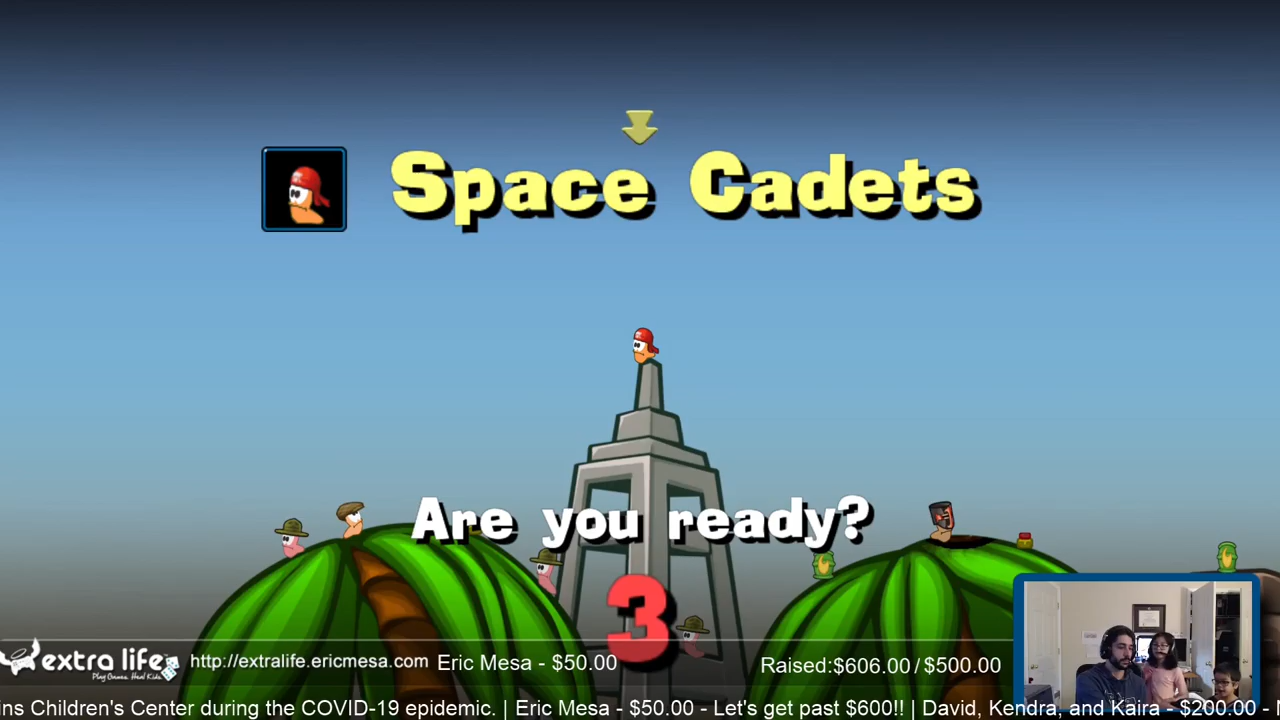 Space Cadets
Are you ready?
3
extra life
Play Games. Heal Kids.
http://extralife.ericmesa.com Eric Mesa - $50.00
Raised:$606.00/$500.00
ins Children's Center during the COVID-19 epidemic. | Eric Mesa - $50.00 - Let's get past $600!! | David, Kendra, and Kaira - $200.00 -